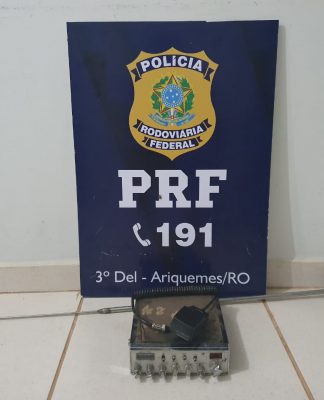 POLÍCIA
RODOVIÁRIA
FEDERAL
PRF
191
3º Del - Ariquemes/RO